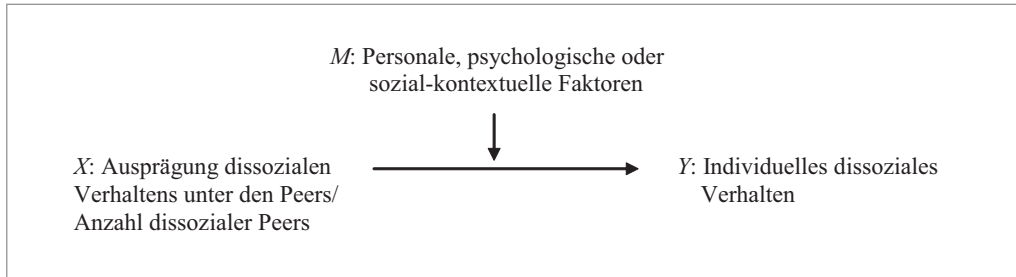 M: Personale, psychologische oder
sozial-kontextuelle Faktoren
X: Ausprägung dissozialen
Verhaltens unter den Peers/
Anzahl dissozialer Peers
Y: Individuelles dissoziales
Verhalten